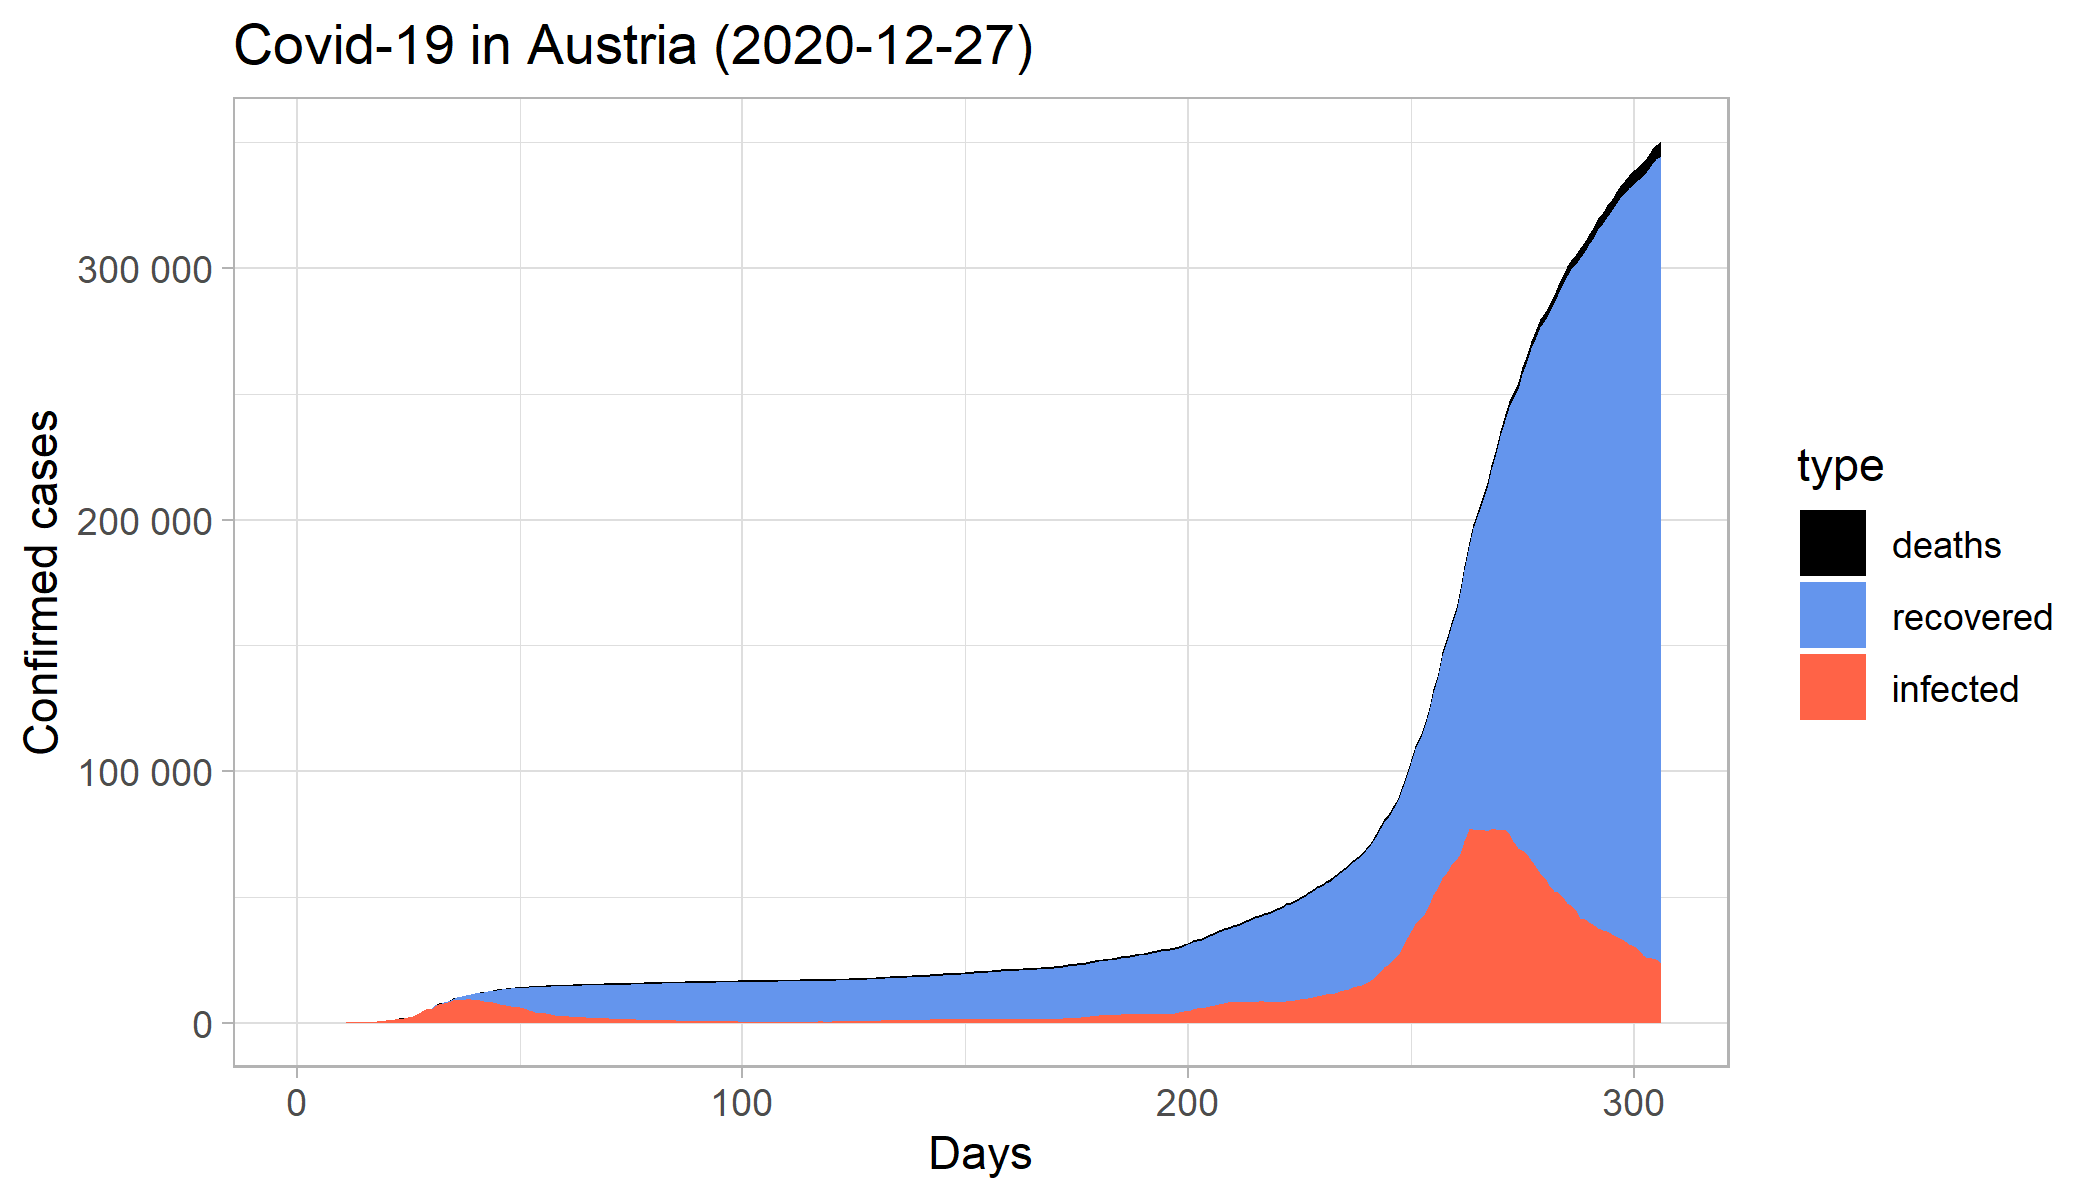 Covid-19 in Austria (2020-12-27)
Confirmed cases
300 000
200 000
100 000
0
0 100 200 300
Days
type
deaths
recovered
infected